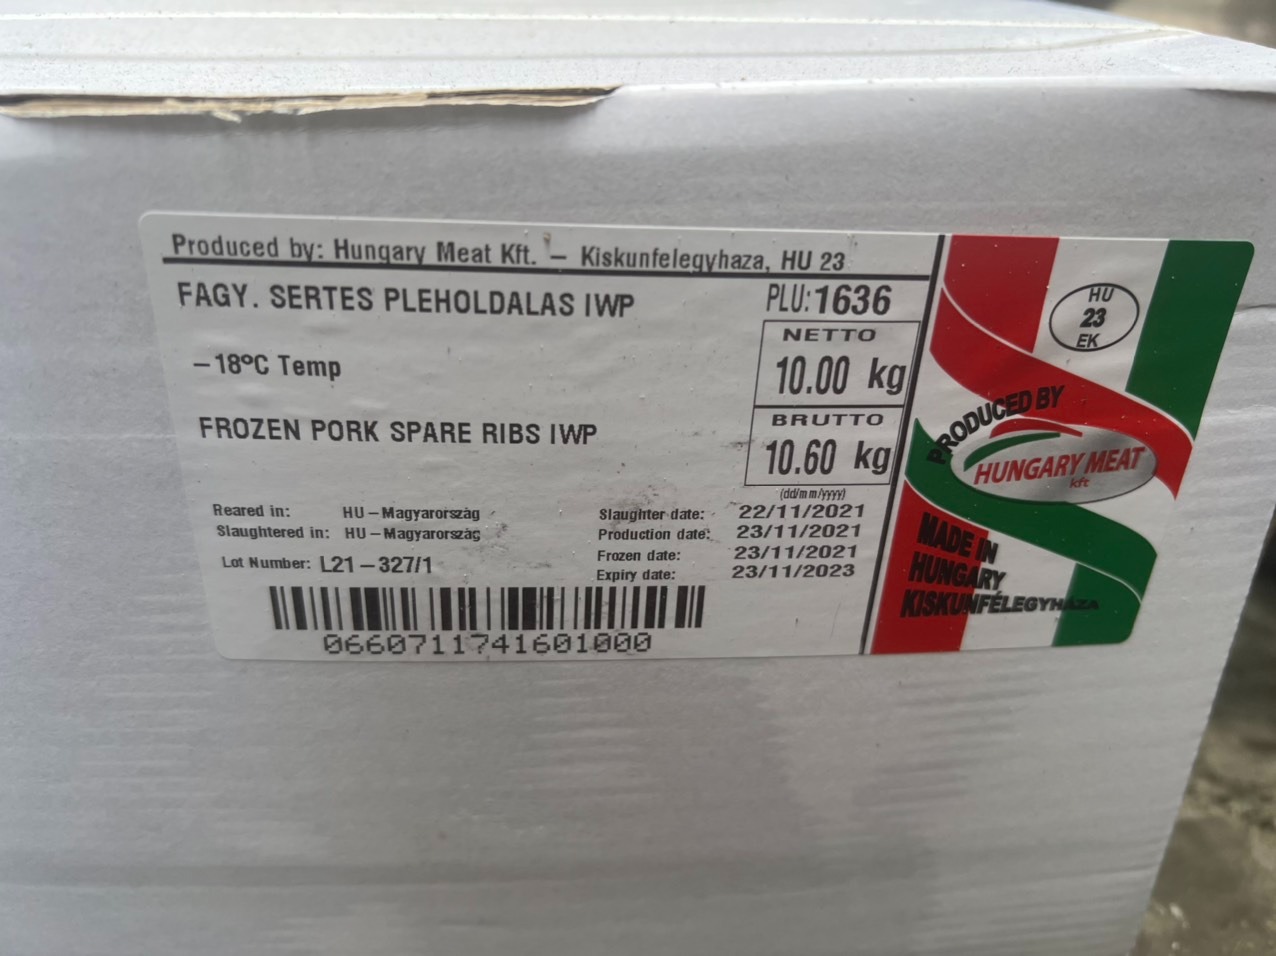 Produced by: Hungary Meat Kft. – Kiskunfelegyhaza, HU 23
FAGY. SERTES PLEHOLDALAS IWP
PLU:1636
–18°C Temp
NETTO
10.00 kg
FROZEN PORK SPARE RIBS IWP
BRUTTO
10.60 kg
(dd/mm/yyyy)
Reared in: HU–Magyarország
Slaughtered in: HU–Magyarország
Lot Number: L21–327/1
Slaughter date: 22/11/2021
Production date: 23/11/2021
Frozen date: 23/11/2021
Expiry date: 23/11/2023
0660711741601000
HU
23
EK
PRODUCED BY
HUNGARY MEAT
kft
MADE IN
HUNGARY
KISKUNFÉLEGYHAZA